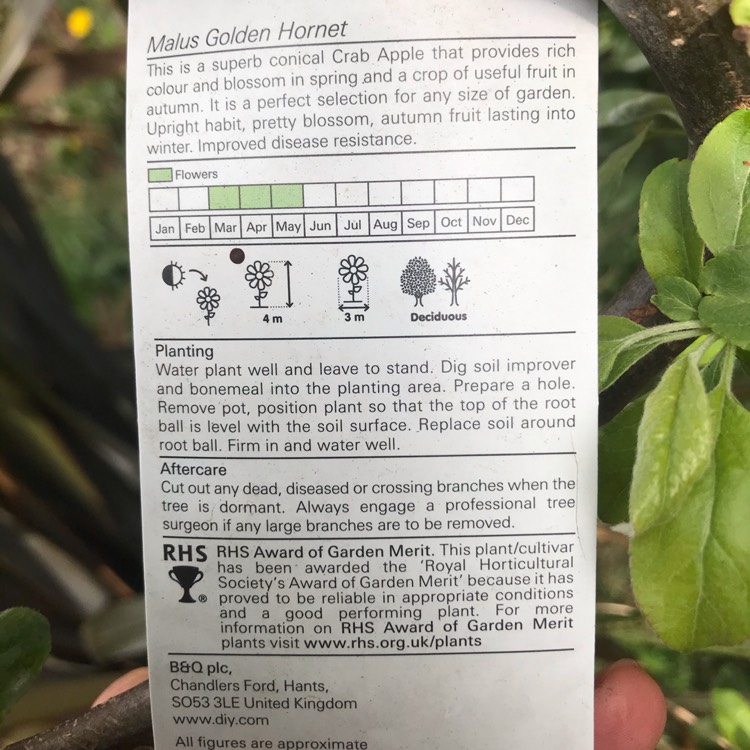 Malus Golden Hornet
This is a superb conical Crab Apple that provides rich
colour and blossom in spring and a crop of useful fruit in
autumn. It is a perfect selection for any size of garden.
Upright habit, pretty blossom, autumn fruit lasting into
winter. Improved disease resistance.
Flowers
Jan Feb Mar Apr May Jun Jul Aug Sep Oct Nov Dec
4 m 3 m Deciduous
Planting
Water plant well and leave to stand. Dig soil improver
and bonemeal into the planting area. Prepare a hole.
Remove pot, position plant so that the top of the root
ball is level with the soil surface. Replace soil around
root ball. Firm in and water well.
Aftercare
Cut out any dead, diseased or crossing branches when the
tree is dormant. Always engage a professional tree
surgeon if any large branches are to be removed.
RHS RHS Award of Garden Merit. This plant/cultivar
has been awarded the 'Royal Horticultural
Society's Award of Garden Merit' because it has
® proved to be reliable in appropriate conditions
and a good performing plant. For more
information on RHS Award of Garden Merit
plants visit www.rhs.org.uk/plants
B&Q plc,
Chandlers Ford, Hants,
SO53 3LE United Kingdom
www.diy.com
All figures are approximate